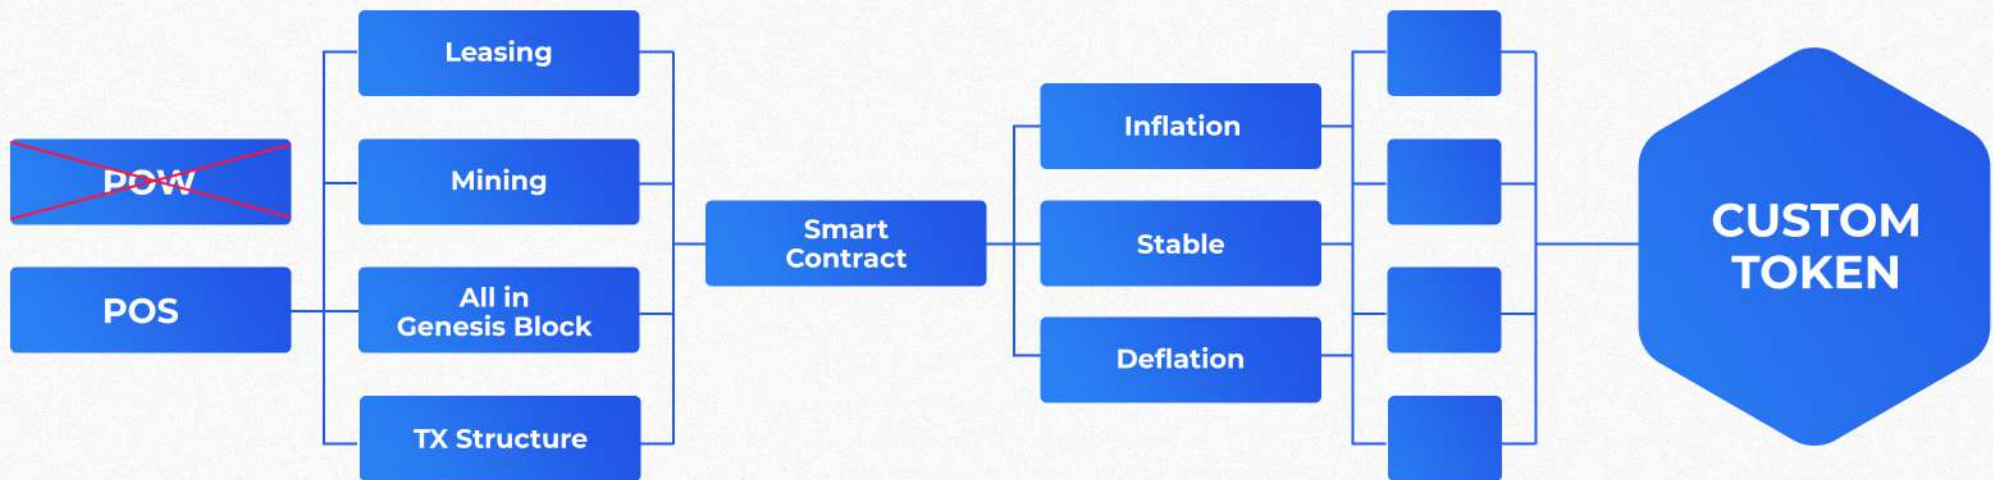 POW
POS
Leasing
Mining
All in
Genesis Block
TX Structure
Smart
Contract
Inflation
Stable
Deflation
CUSTOM
TOKEN